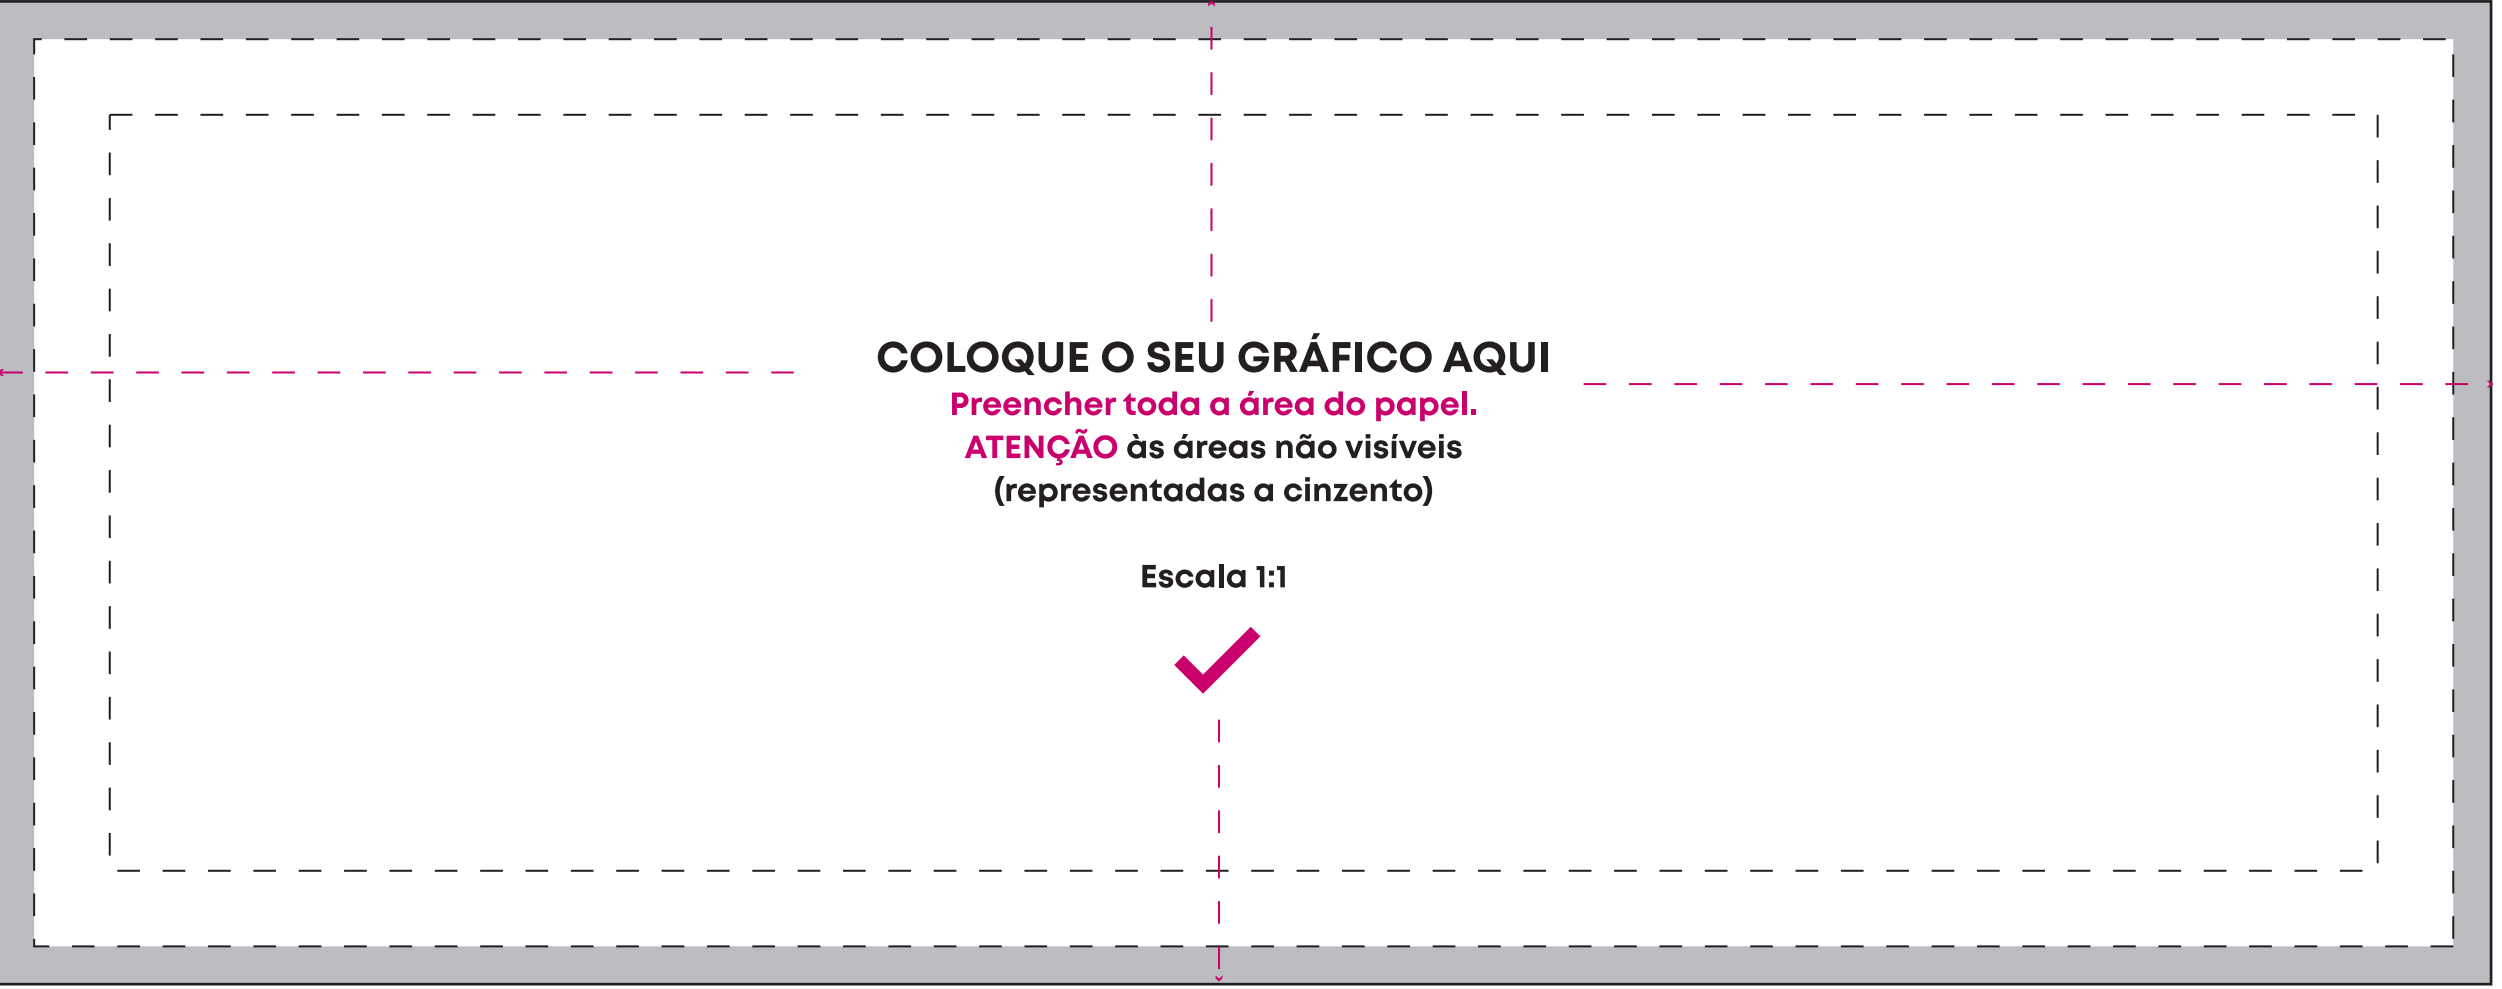 COLOQUE O SEU GRÁFICO AQUI
Preencher toda a área do papel.
ATENÇÃO às áreas não visíveis
(representadas a cinzento)
Escala 1:1